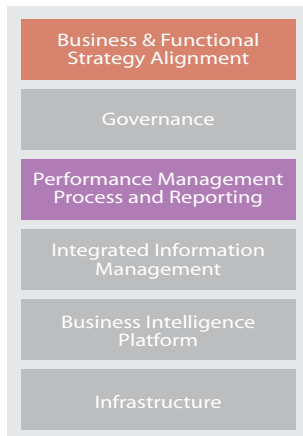 Business & Functional
Strategy Alignment
Governance
Performance Management
Process and Reporting
Integrated Information
Management
Business Intelligence
Platform
Infrastructure